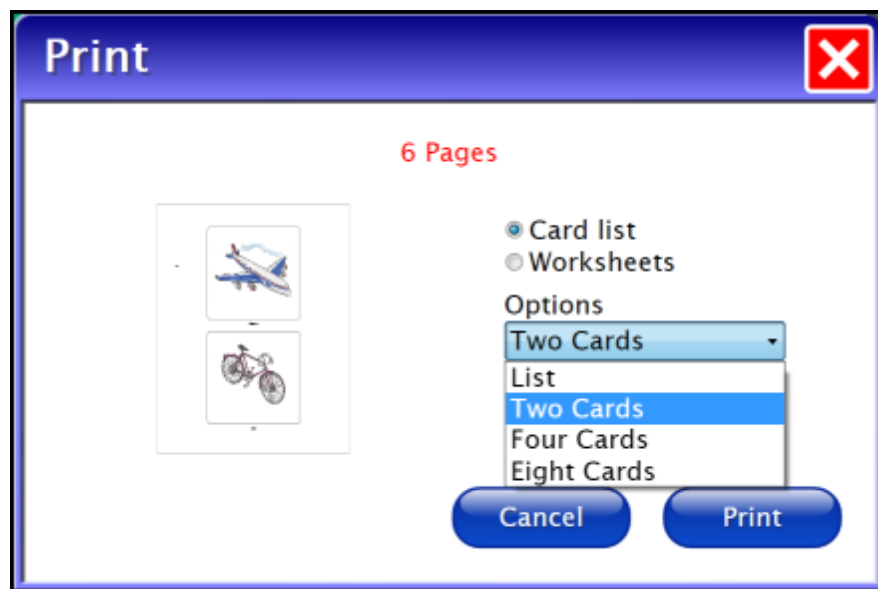 Print
6 Pages
Card list
Worksheets
Options
Two Cards
List
Two Cards
Four Cards
Eight Cards
Cancel
Print